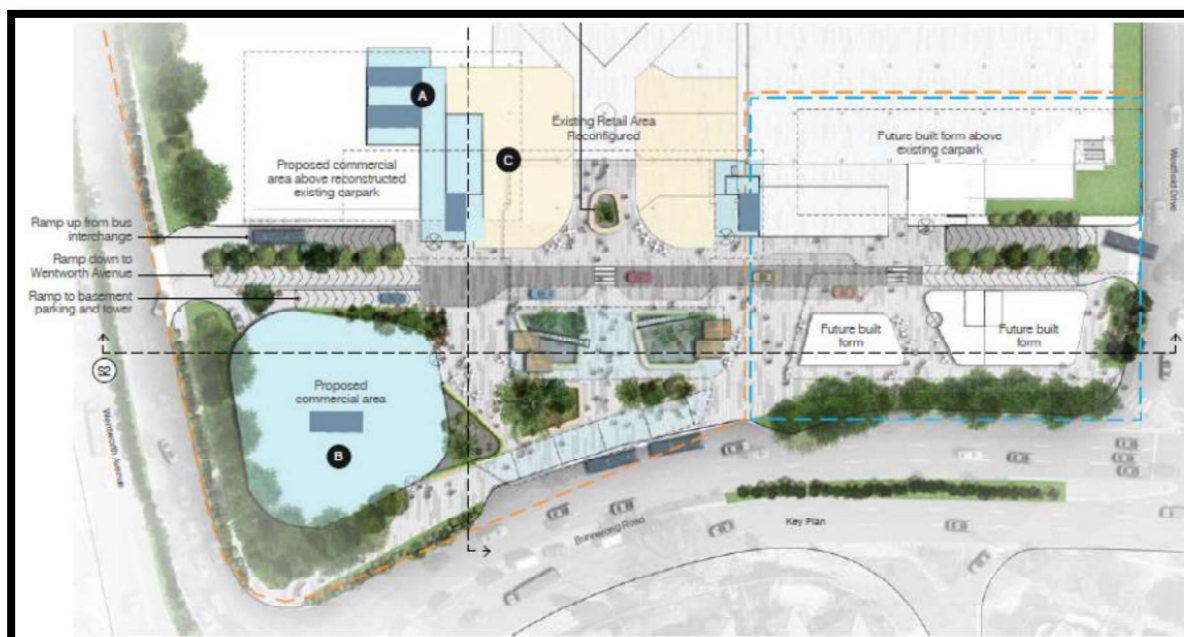 A
Existing Retail Area
Reconfigured
C
Proposed commercial
area above reconstructed
existing carpark
Future built form above
existing carpark
Westfield Drive
Ramp up from bus
interchange
Ramp down to
Wentworth Avenue
Ramp to basement
parking and tower
Future built
form
Future built
form
S2
Proposed
commercial area
B
Wentworth Avenue
Bunnerong Road
Key Plan